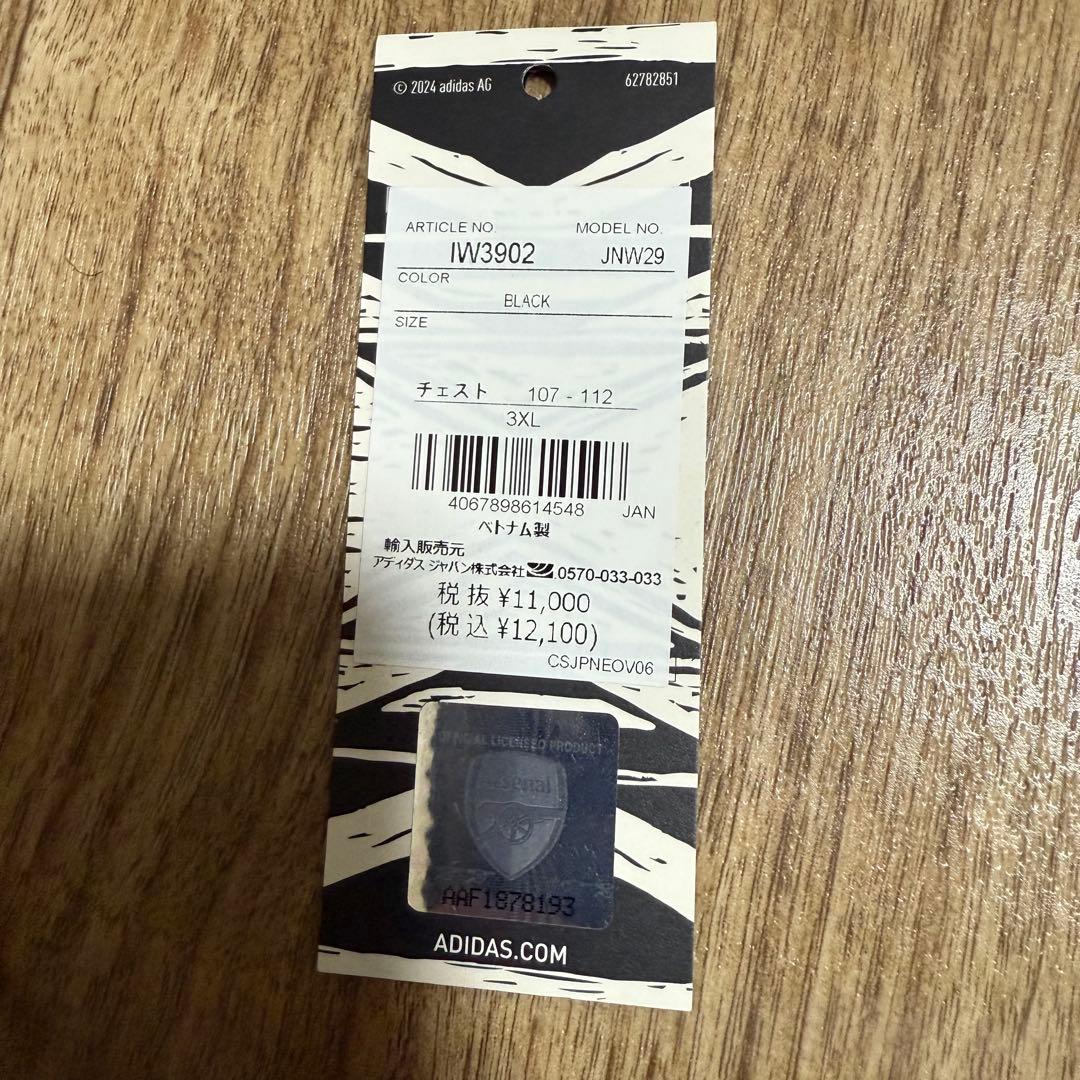 © 2024 adidas AG 62782851
ARTICLE NO. MODEL NO.
IW3902 JNW29
COLOR
BLACK
SIZE
チェスト 107 - 112
3XL
4067898614548 JAN
ベトナム製
輸入販売元
アディダス ジャパン株式会社 0570-033-033
税抜 ¥11,000
(税込 ¥12,100)
CSJPNEOV06
OFFICIAL LICENSED PRODUCT
Arsenal
AAF1878193
ADIDAS.COM